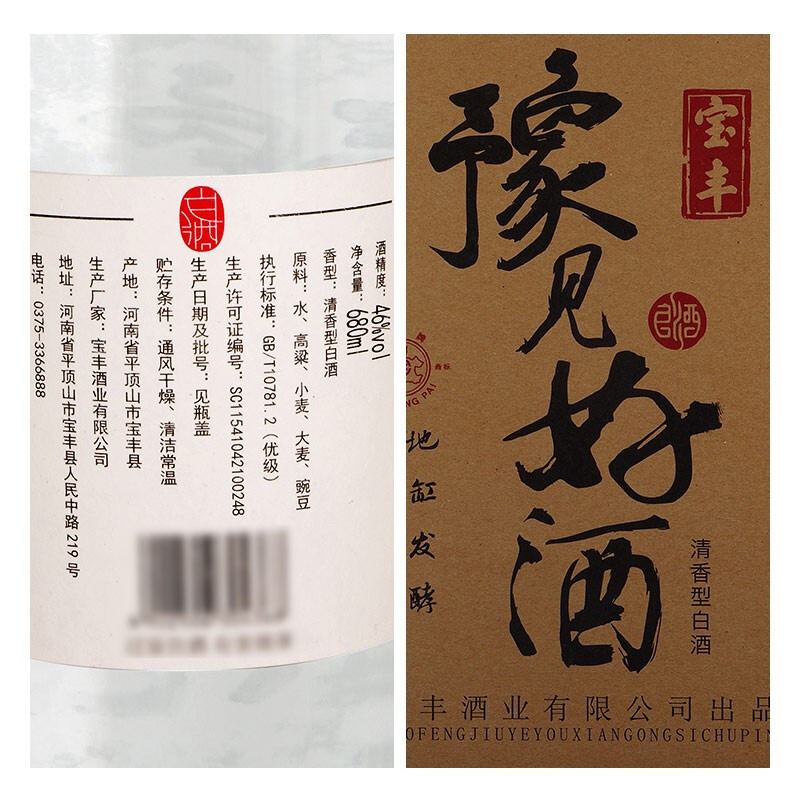 白酒
酒精度：46%vol
净含量：680ml
香型：清香型白酒
原料：水、高粱、小麦、大麦、豌豆
执行标准：GB/T10781.2（优级）
生产许可证编号：SC11541042100248
生产日期及批号：见瓶盖
贮存条件：通风干燥、清洁常温
产地：河南省平顶山市宝丰县
生产厂家：宝丰酒业有限公司
地址：河南省平顶山市宝丰县人民中路219号
电话：0375-3366888
宝丰
豫见好酒
白酒
牌
商标
NG PAI
地缸发酵
清香型白酒
丰酒业有限公司出品
OFENGJIUYEYOUXIANGONGSICHUPIN